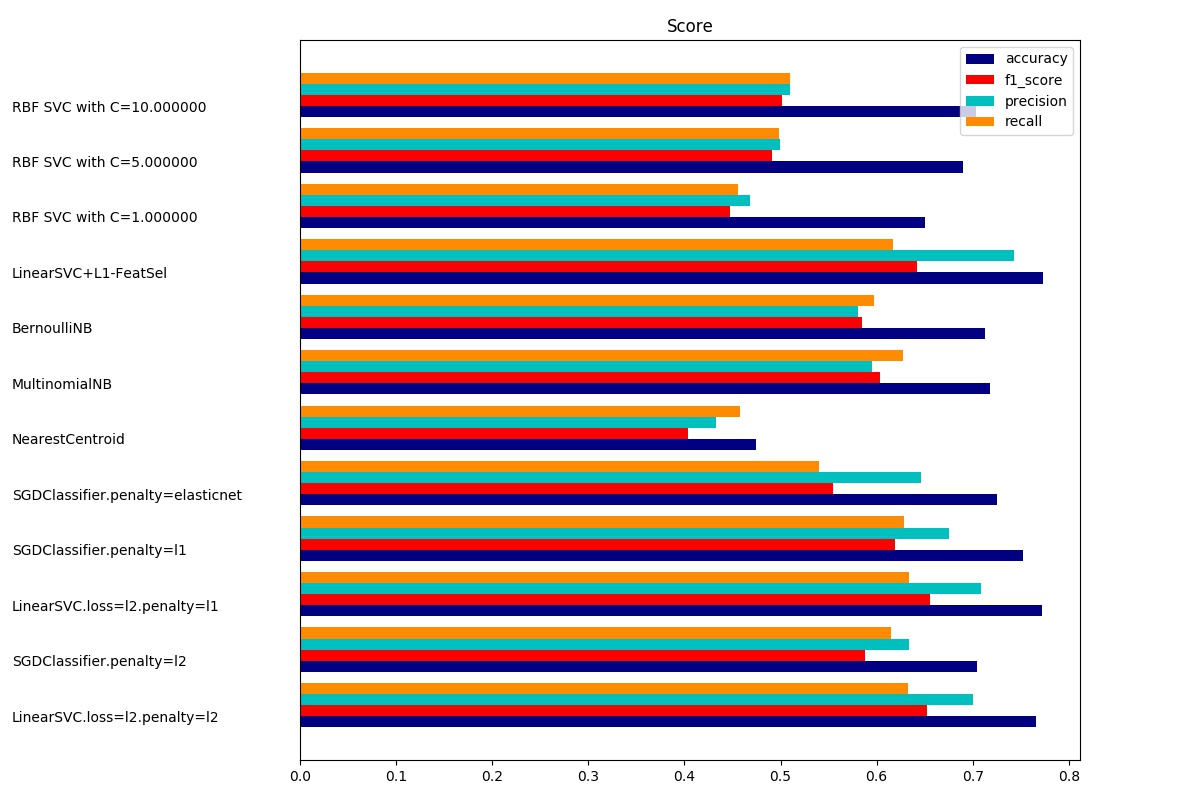 Score
accuracy
f1_score
precision
recall
RBF SVC with C=10.000000
RBF SVC with C=5.000000
RBF SVC with C=1.000000
LinearSVC+L1-FeatSel
BernoulliNB
MultinomialNB
NearestCentroid
SGDClassifier.penalty=elasticnet
SGDClassifier.penalty=l1
LinearSVC.loss=l2.penalty=l1
SGDClassifier.penalty=l2
LinearSVC.loss=l2.penalty=l2
0.0 0.1 0.2 0.3 0.4 0.5 0.6 0.7 0.8